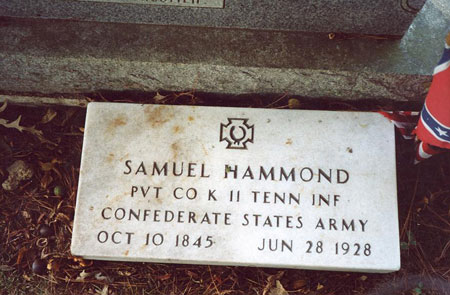 SAMUEL HAMMOND
PVT CO K 11 TENN INF
CONFEDERATE STATES ARMY
OCT 10 1845 JUN 28 1928